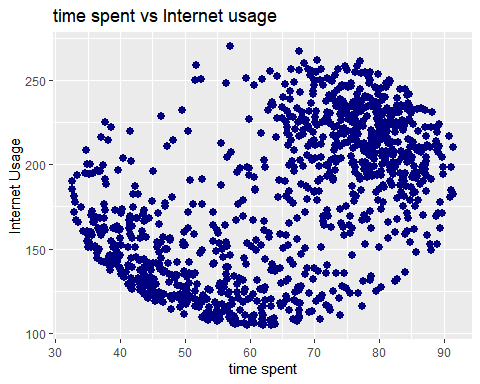 time spent vs Internet usage
Internet Usage
250
200
150
100
30 40 50 60 70 80 90
time spent